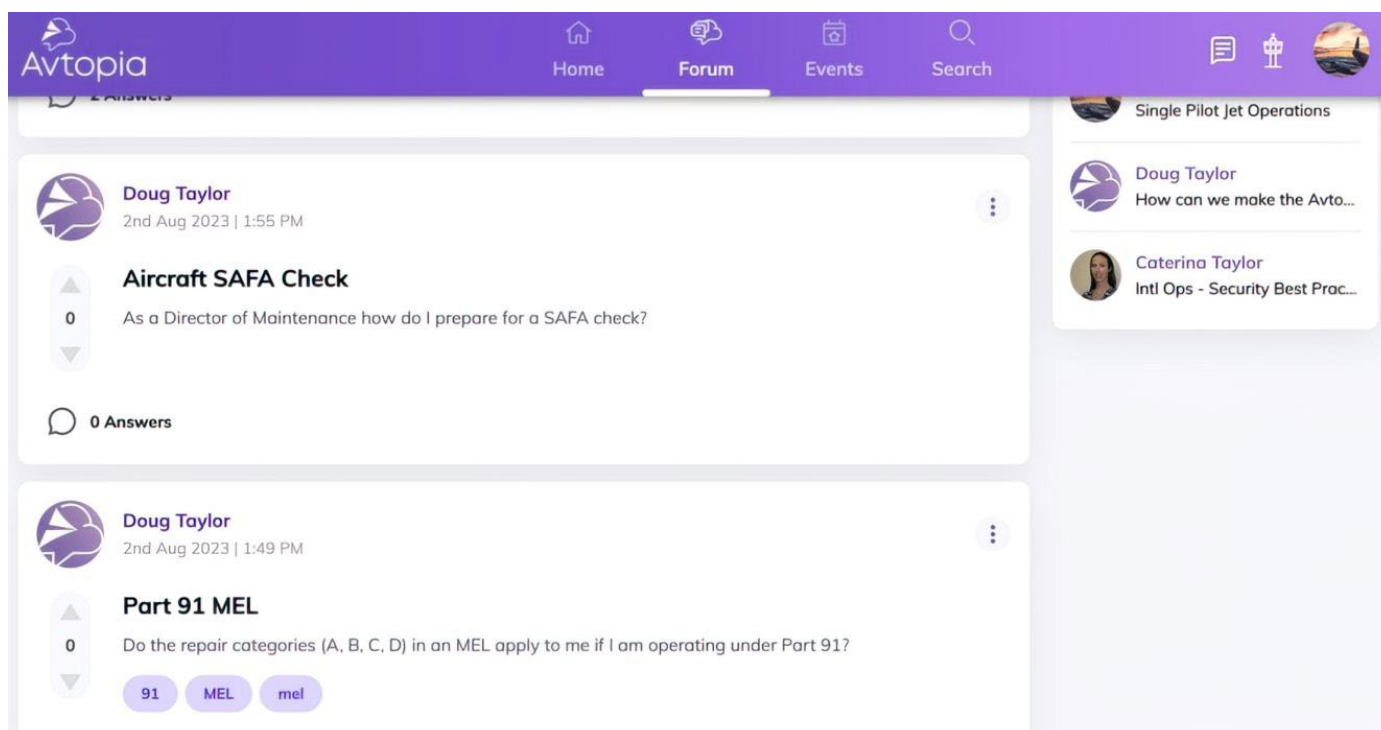 Avtopia
Home
Forum
Events
Search
2 Answers
Doug Taylor
2nd Aug 2023 | 1:55 PM
Aircraft SAFA Check
0
As a Director of Maintenance how do I prepare for a SAFA check?
0 Answers
Doug Taylor
2nd Aug 2023 | 1:49 PM
Part 91 MEL
0
Do the repair categories (A, B, C, D) in an MEL apply to me if I am operating under Part 91?
91
MEL
mel
Single Pilot Jet Operations
Doug Taylor
How can we make the Avto...
Caterina Taylor
Intl Ops - Security Best Prac...